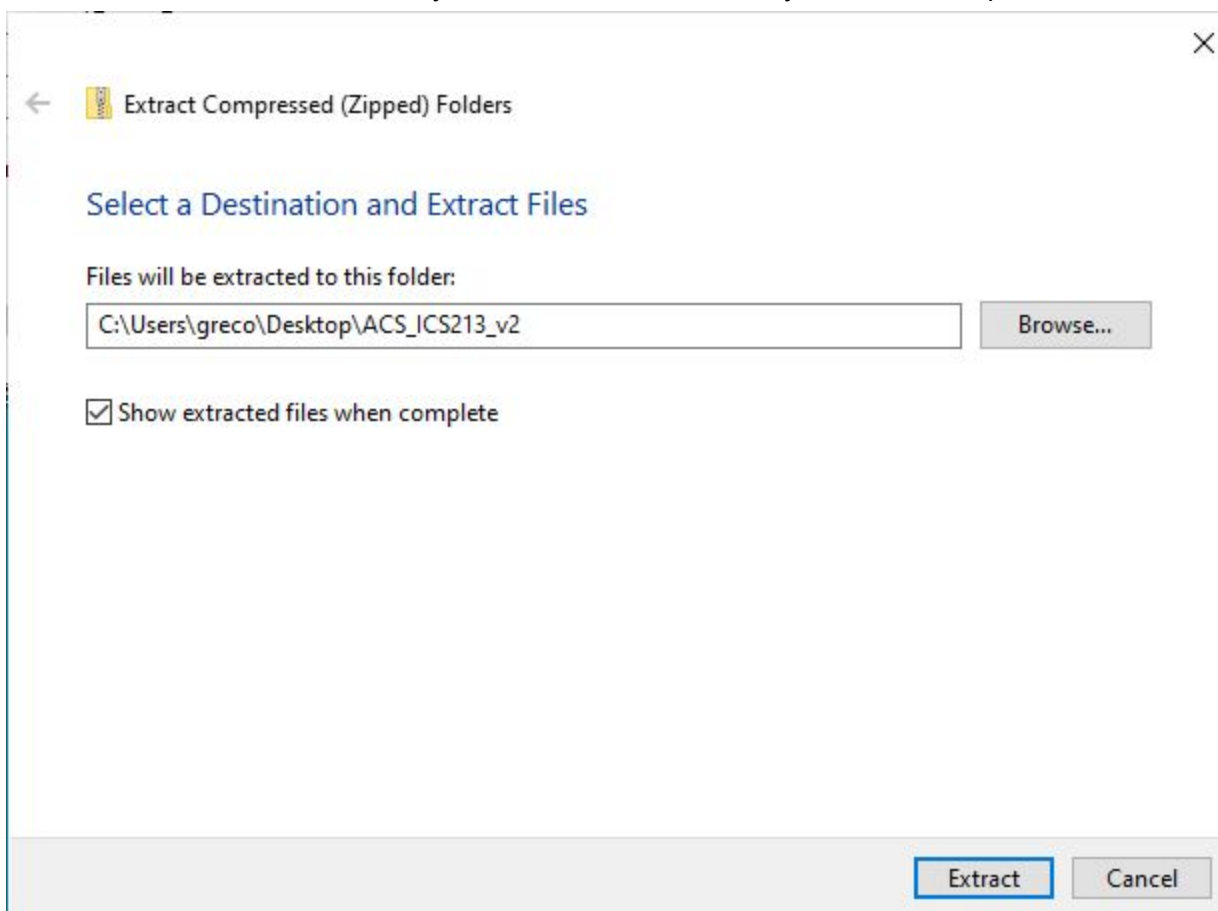 Extract Compressed (Zipped) Folders
Select a Destination and Extract Files
Files will be extracted to this folder:
C:\Users\greco\Desktop\ACS_ICS213_v2
Browse...
Show extracted files when complete
Extract
Cancel